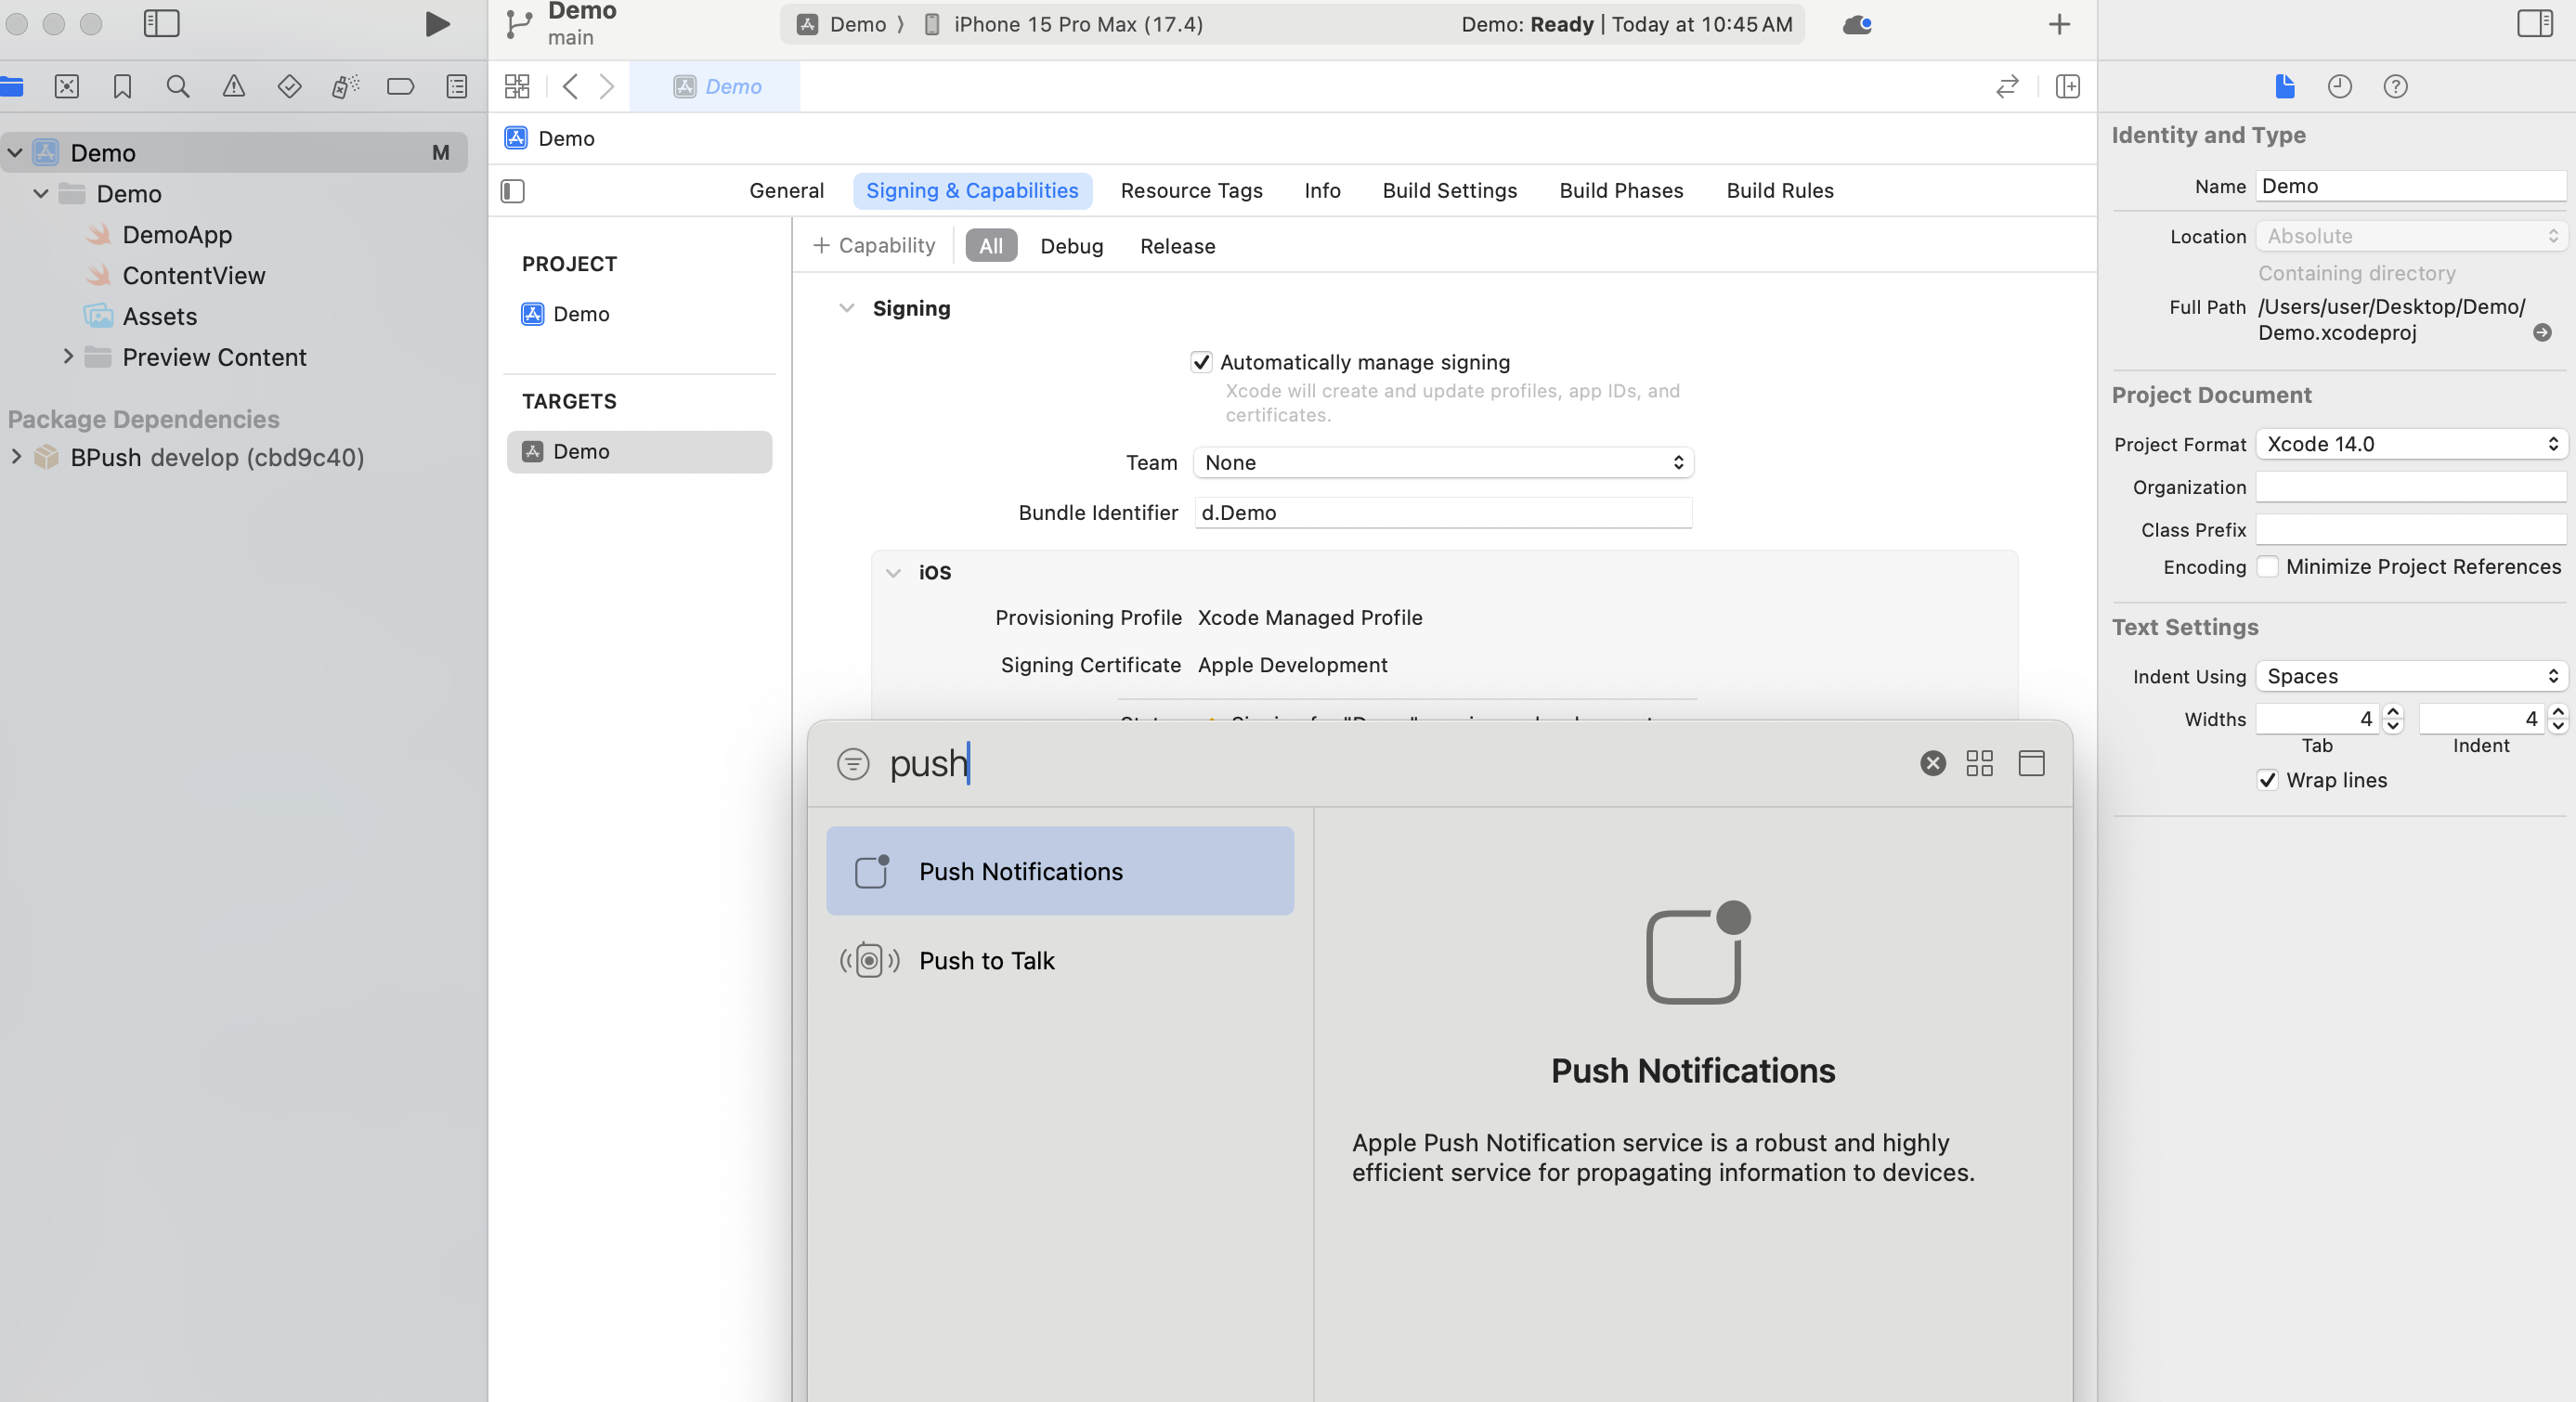 Demo
main
Demo 〉 iPhone 15 Pro Max (17.4)
Demo: Ready | Today at 10:45 AM
Demo
Demo M
Demo
DemoApp
ContentView
Assets
Preview Content
Package Dependencies
BPush develop (cbd9c40)
Demo
General Signing & Capabilities Resource Tags Info Build Settings Build Phases Build Rules
PROJECT
Demo
TARGETS
Demo
+ Capability All Debug Release
Signing
Automatically manage signing
Xcode will create and update profiles, app IDs, and
certificates.
Team None
Bundle Identifier d.Demo
iOS
Provisioning Profile Xcode Managed Profile
Signing Certificate Apple Development
push
Push Notifications
Push to Talk
Push Notifications
Apple Push Notification service is a robust and highly
efficient service for propagating information to devices.
Identity and Type
Name Demo
Location Absolute
Containing directory
Full Path /Users/user/Desktop/Demo/
Demo.xcodeproj
Project Document
Project Format Xcode 14.0
Organization
Class Prefix
Encoding Minimize Project References
Text Settings
Indent Using Spaces
Widths 4 4
Tab Indent
Wrap lines